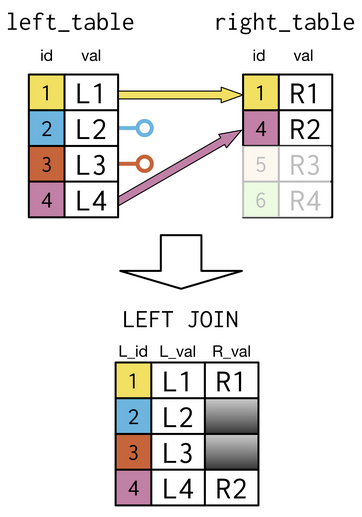 left_table right_table
id val id val
1 L1 1 R1
2 L2 4 R2
3 L3 5 R3
4 L4 6 R4
LEFT JOIN
L_id L_val R_val
1 L1 R1
2 L2
3 L3
4 L4 R2